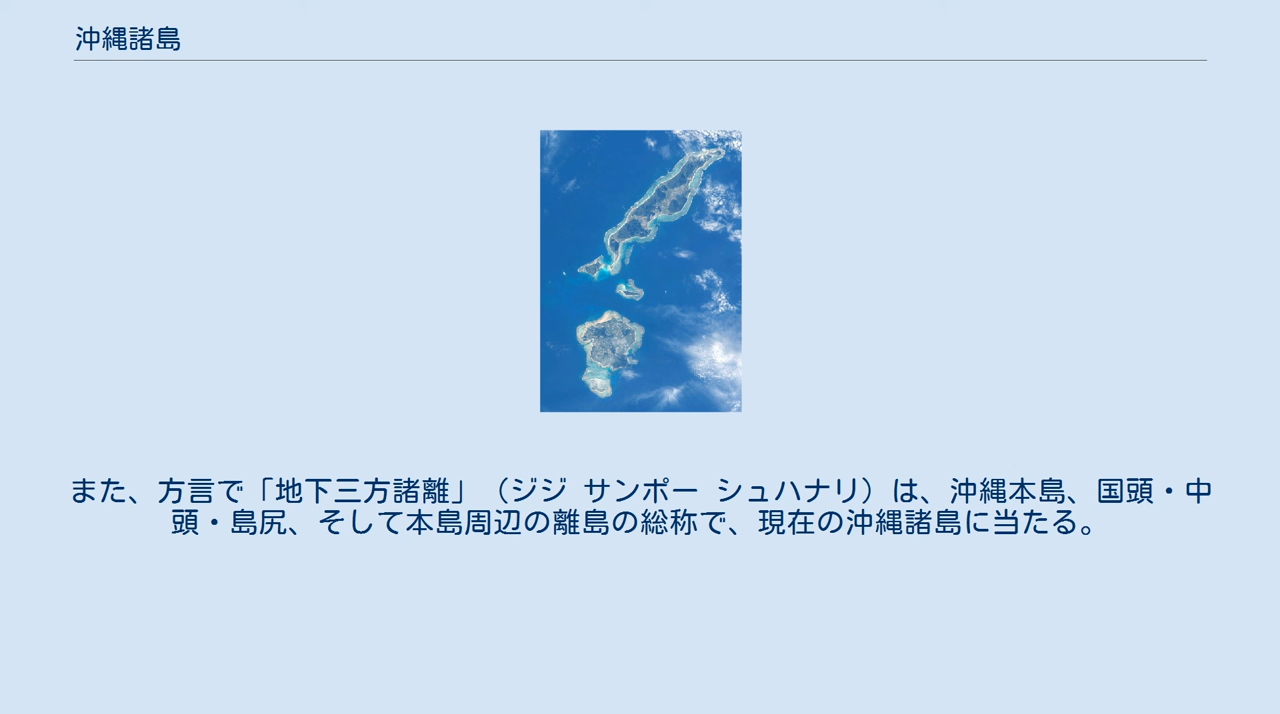 沖縄諸島
また、方言で「地下三方諸離」（ジジ サンポー シュハナリ）は、沖縄本島、国頭・中
頭・島尻、そして本島周辺の離島の総称で、現在の沖縄諸島に当たる。